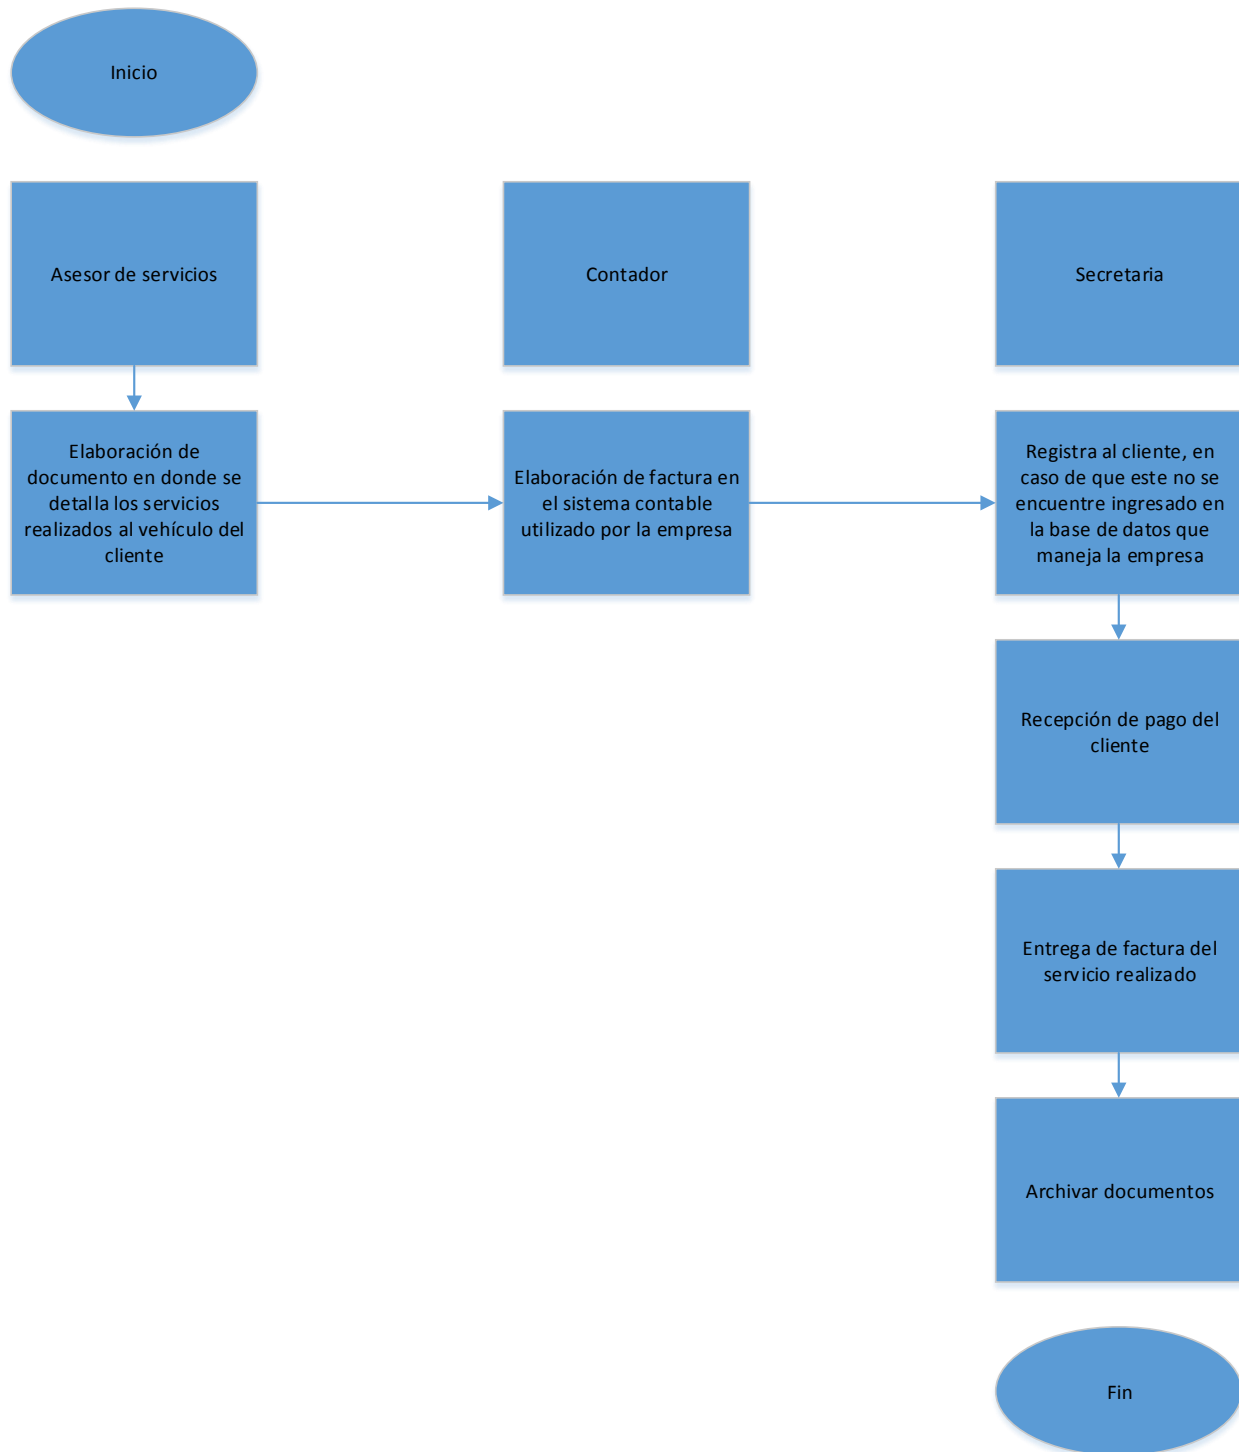 Inicio
Asesor de servicios
Contador
Secretaria
Elaboración de
documento en donde se
detalla los servicios
realizados al vehículo del
cliente
Elaboración de factura en
el sistema contable
utilizado por la empresa
Registra al cliente, en
caso de que este no se
encuentre ingresado en
la base de datos que
maneja la empresa
Recepción de pago del
cliente
Entrega de factura del
servicio realizado
Archivar documentos
Fin